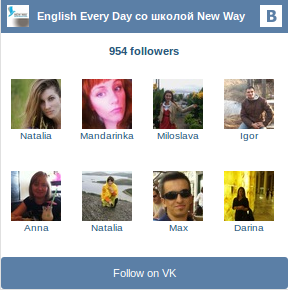 English Every Day со школой New Way
B
954 followers
Natalia Mandarinka Miloslava Igor
Anna Natalia Max Darina
Follow on VK